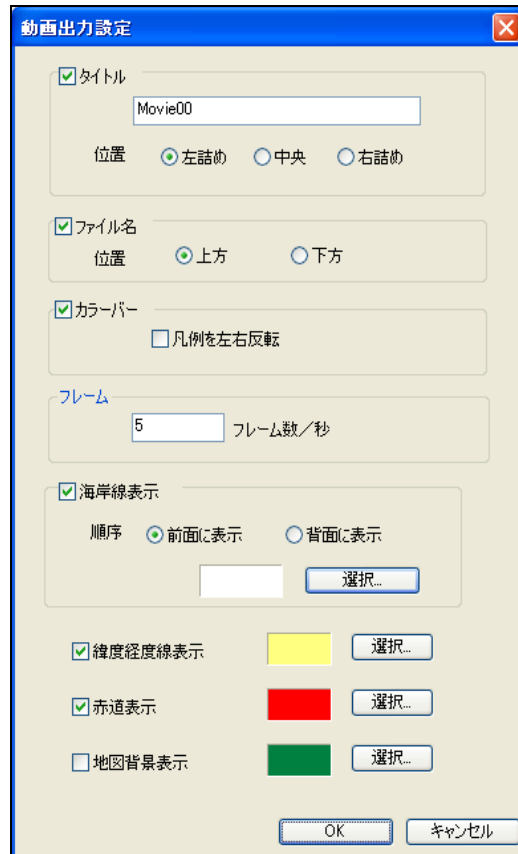 動画出力設定
タイトル
Movie00
位置 左詰め 中央 右詰め
ファイル名
位置 上方 下方
カラーバー
凡例を左右反転
フレーム
5 フレーム数／秒
海岸線表示
順序 前面に表示 背面に表示
選択...
緯度経度線表示 選択...
赤道表示 選択...
地図背景表示 選択...
OK キャンセル